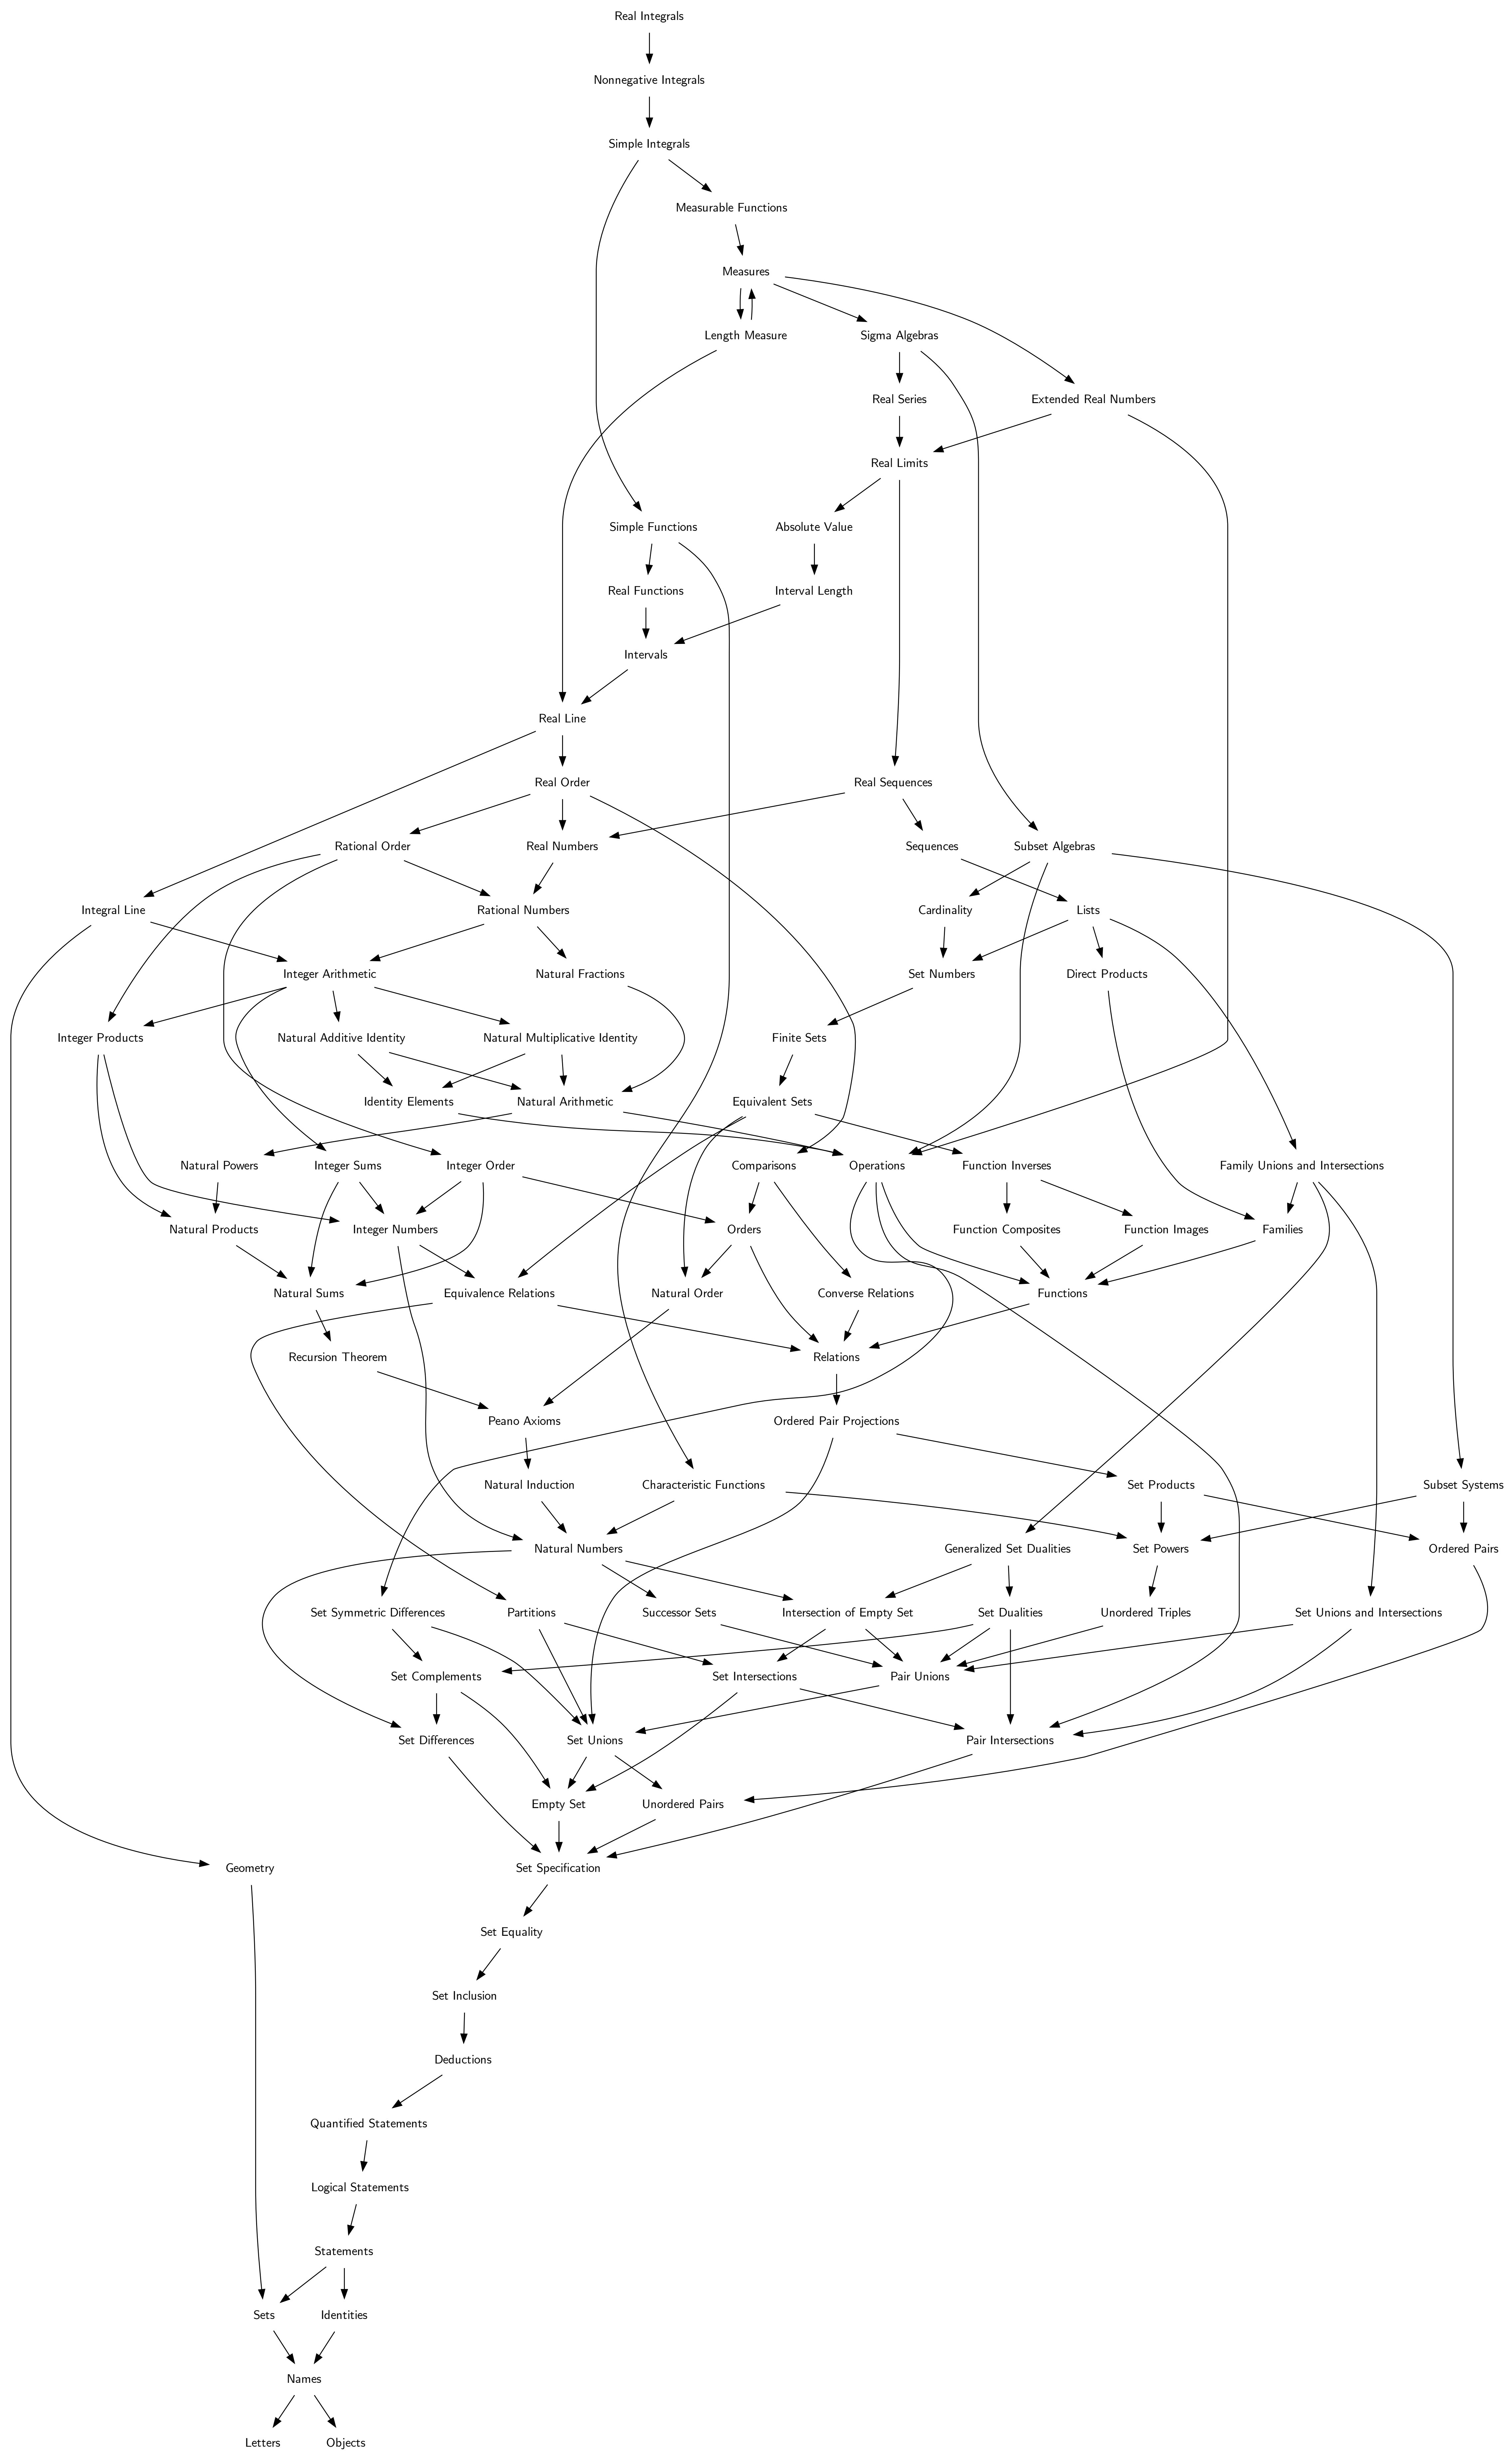 Real Integrals
Nonnegative Integrals
Simple Integrals
Measurable Functions
Measures
Length Measure
Sigma Algebras
Real Series
Extended Real Numbers
Real Limits
Simple Functions
Absolute Value
Real Functions
Interval Length
Intervals
Real Line
Real Order
Real Sequences
Rational Order
Real Numbers
Sequences
Subset Algebras
Integral Line
Rational Numbers
Cardinality
Lists
Integer Arithmetic
Natural Fractions
Set Numbers
Direct Products
Integer Products
Natural Additive Identity
Natural Multiplicative Identity
Finite Sets
Identity Elements
Natural Arithmetic
Equivalent Sets
Natural Powers
Integer Sums
Integer Order
Comparisons
Operations
Function Inverses
Family Unions and Intersections
Natural Products
Integer Numbers
Orders
Function Composites
Function Images
Families
Natural Sums
Equivalence Relations
Natural Order
Converse Relations
Functions
Recursion Theorem
Relations
Peano Axioms
Ordered Pair Projections
Natural Induction
Characteristic Functions
Set Products
Subset Systems
Natural Numbers
Generalized Set Dualities
Set Powers
Ordered Pairs
Set Symmetric Differences
Partitions
Successor Sets
Intersection of Empty Set
Set Dualities
Unordered Triples
Set Unions and Intersections
Set Complements
Set Intersections
Pair Unions
Set Differences
Set Unions
Pair Intersections
Empty Set
Unordered Pairs
Geometry
Set Specification
Set Equality
Set Inclusion
Deductions
Quantified Statements
Logical Statements
Statements
Sets
Identities
Names
Letters
Objects